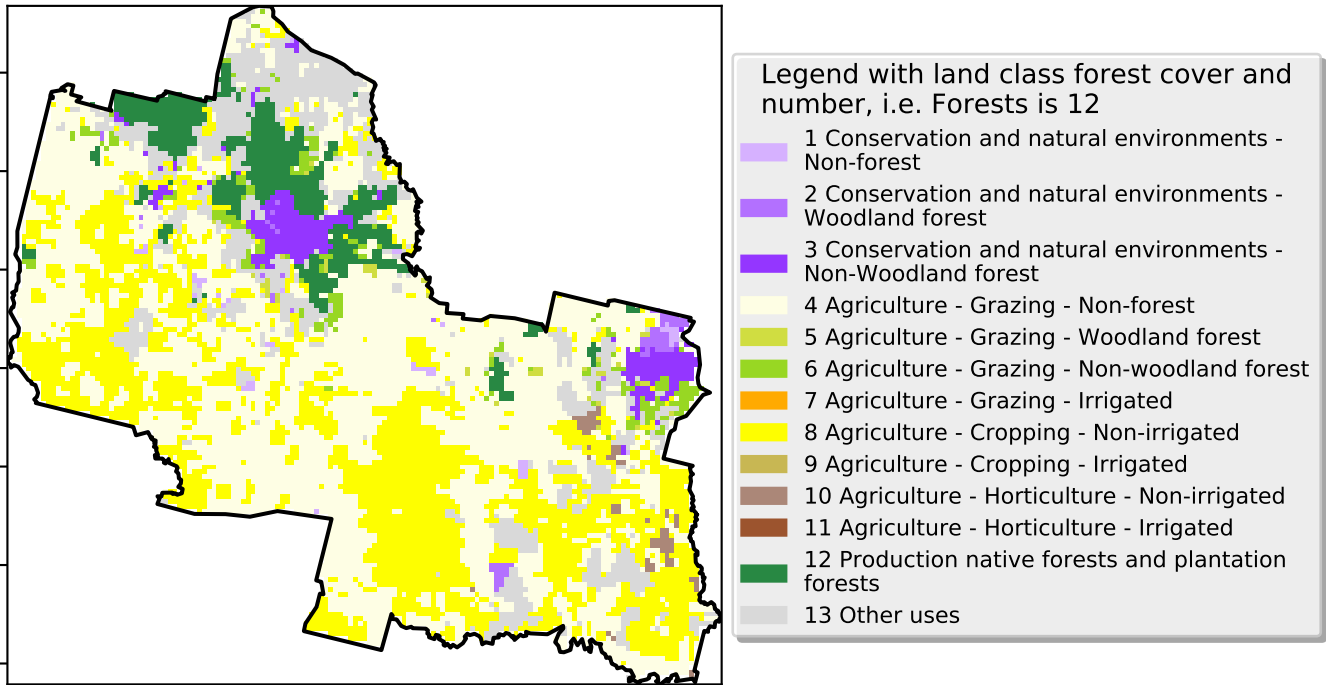 Legend with land class forest cover and
number, i.e. Forests is 12
1 Conservation and natural environments -
Non-forest
2 Conservation and natural environments -
Woodland forest
3 Conservation and natural environments -
Non-Woodland forest
4 Agriculture - Grazing - Non-forest
5 Agriculture - Grazing - Woodland forest
6 Agriculture - Grazing - Non-woodland forest
7 Agriculture - Grazing - Irrigated
8 Agriculture - Cropping - Non-irrigated
9 Agriculture - Cropping - Irrigated
10 Agriculture - Horticulture - Non-irrigated
11 Agriculture - Horticulture - Irrigated
12 Production native forests and plantation
forests
13 Other uses